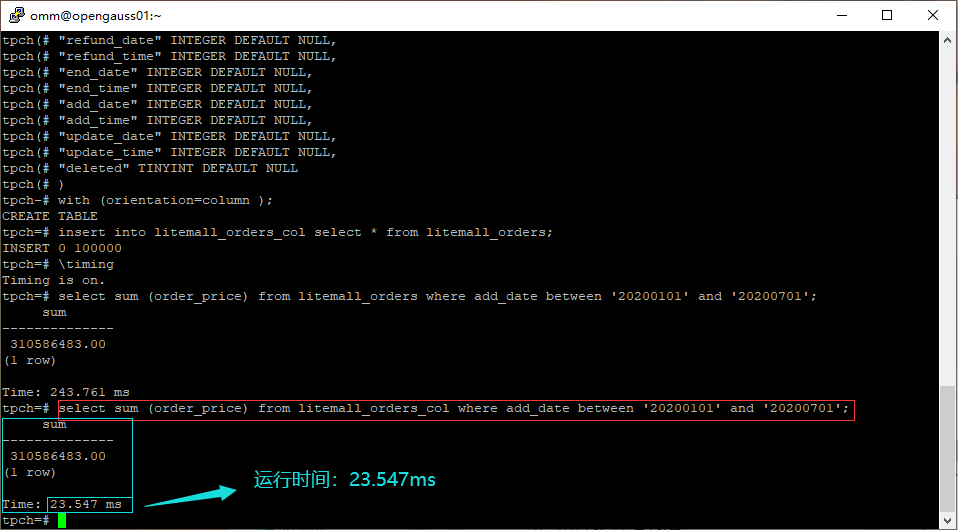 omm@opengauss01:~
tpch(# "refund_date" INTEGER DEFAULT NULL,
tpch(# "refund_time" INTEGER DEFAULT NULL,
tpch(# "end_date" INTEGER DEFAULT NULL,
tpch(# "end_time" INTEGER DEFAULT NULL,
tpch(# "add_date" INTEGER DEFAULT NULL,
tpch(# "add_time" INTEGER DEFAULT NULL,
tpch(# "update_date" INTEGER DEFAULT NULL,
tpch(# "update_time" INTEGER DEFAULT NULL,
tpch(# "deleted" TINYINT DEFAULT NULL
tpch(# )
tpch-# with (orientation=column );
CREATE TABLE
tpch=# insert into litemall_orders_col select * from litemall_orders;
INSERT 0 100000
tpch=# \timing
Timing is on.
tpch=# select sum (order_price) from litemall_orders where add_date between '20200101' and '20200701';
     sum
--------------
 310586483.00
(1 row)

Time: 243.761 ms
tpch=# select sum (order_price) from litemall_orders_col where add_date between '20200101' and '20200701';
     sum
--------------
 310586483.00
(1 row)
运行时间：23.547ms
Time: 23.547 ms
tpch=#